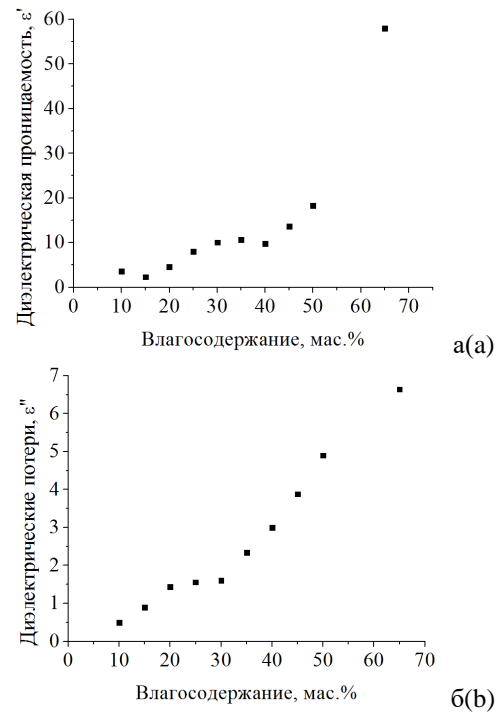 60
50
40
30
20
10
0
Диэлектрическая проницаемость, ε'
0 10 20 30 40 50 60 70
Влагосодержание, мас.%
а(a)
7
6
5
4
3
2
1
0
Диэлектрические потери, ε"
0 10 20 30 40 50 60 70
Влагосодержание, мас.%
б(b)